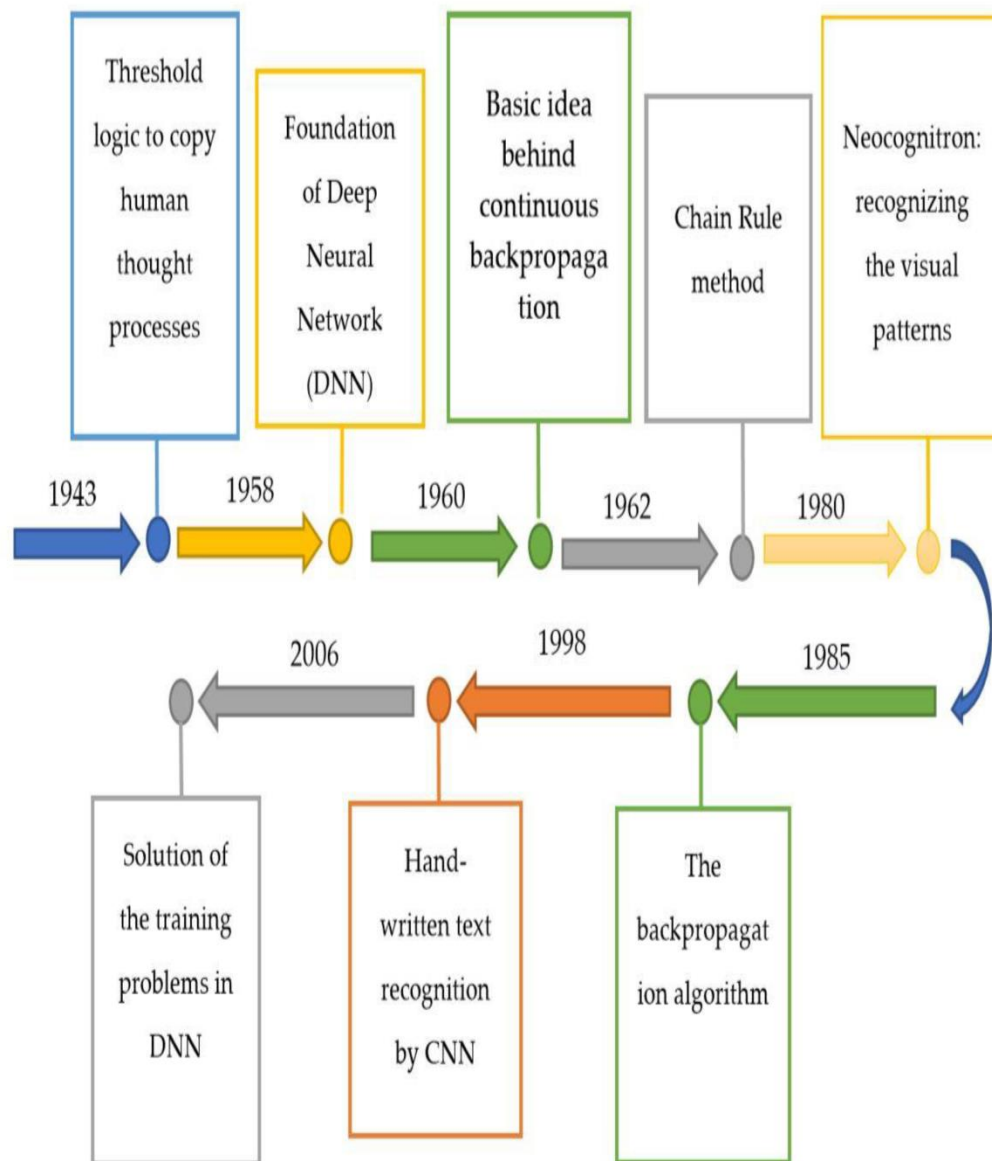 Threshold
logic to copy
human
thought
processes
Foundation
of Deep
Neural
Network
(DNN)
Basic idea
behind
continuous
backpropaga
tion
Chain Rule
method
Neocognitron:
recognizing
the visual
patterns
1943
1958
1960
1962
1980
2006
1998
1985
Solution of
the training
problems in
DNN
Hand-
written text
recognition
by CNN
The
backpropagat
ion algorithm